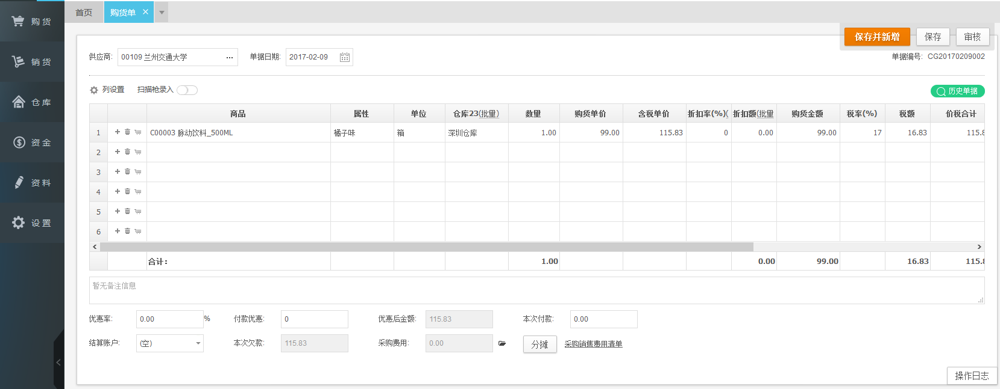 首页 购货单
购货
销货
仓库
资金
资料
设置
保存并新增 保存 审核
供应商: 00109 兰州交通大学 ... 单据日期: 2017-02-09 单据编号: CG20170209002
列设置 扫描枪录入 历史单据
商品 属性 单位 仓库23(批量) 数量 购货单价 含税单价 折扣率(%)( 折扣额(批量 购货金额 税率(%) 税额 价税合计
1 C00003 脉动饮料_500ML 橘子味 箱 深圳仓库 1.00 99.00 115.83 0 0.00 99.00 17 16.83 115.8
2
3
4
5
6
合计: 1.00 0.00 99.00 16.83 115.8
暂无备注信息
优惠率: 0.00 % 付款优惠: 0 优惠后金额: 115.83 本次付款: 0.00
结算账户: (空) 本次欠款: 115.83 采购费用: 0.00 分摊 采购销售费用清单
操作日志